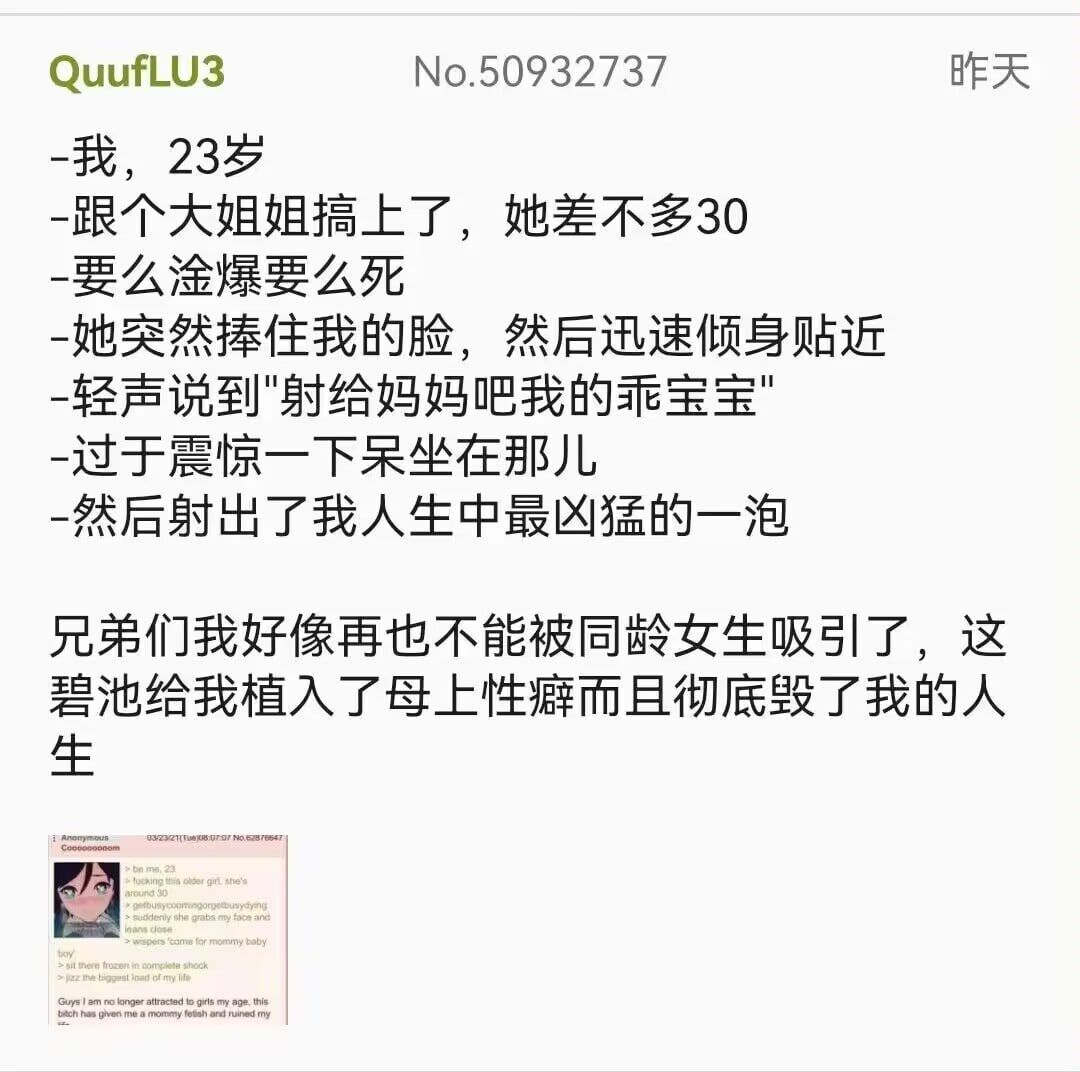 QuufLU3 No.50932737 昨天
-我，23岁
-跟个大姐姐搞上了，她差不多30
-要么淦爆要么死
-她突然捧住我的脸，然后迅速倾身贴近
-轻声说到"射给妈妈吧我的乖宝宝"
-过于震惊一下呆坐在那儿
-然后射出了我人生中最凶猛的一泡
兄弟们我好像再也不能被同龄女生吸引了，这
碧池给我植入了母上性癖而且彻底毁了我的人
生
Anonymous 03/23/21(Tue)08:07:07 No.62876647
Cooooooooom
> be me, 23
> fucking this older girl, she's
around 30
> getbusycoomingorgetbusydying
> suddenly she grabs my face and
leans close
> wispers 'come for mommy baby
boy'
> sit there frozen in complete shock
> jizz the biggest load of my life
Guys I am no longer attracted to girls my age, this
bitch has given me a mommy fetish and ruined my